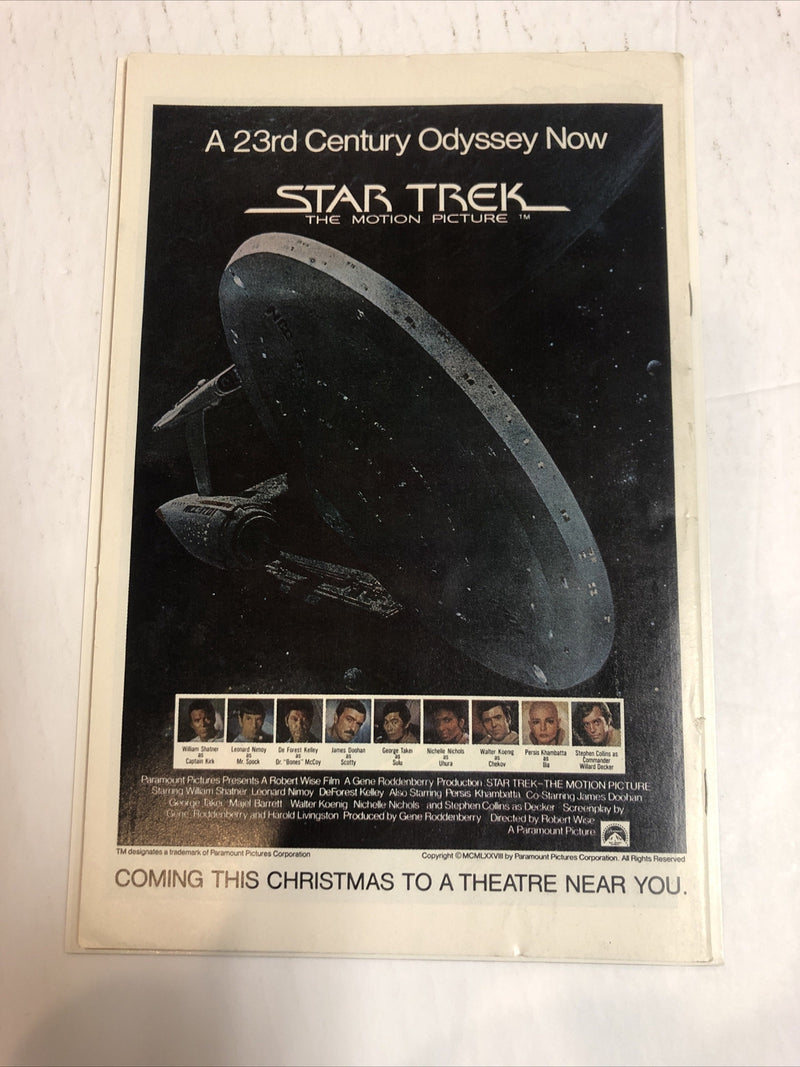 A 23rd Century Odyssey Now
STAR TREK
THE MOTION PICTURE ™
NCC
William Shatner
as
Captain Kirk
Leonard Nimoy
as
Mr. Spock
De Forest Kelley
as
Dr. "Bones" McCoy
James Doohan
as
Scotty
George Takei
as
Sulu
Nichelle Nichols
as
Uhura
Walter Koenig
as
Chekov
Persis Khambatta
as
Ilia
Stephen Collins as
Commander
Willard Decker
Paramount Pictures Presents A Robert Wise Film A Gene Roddenberry Production STAR TREK—THE MOTION PICTURE
Starring William Shatner Leonard Nimoy DeForest Kelley Also Starring Persis Khambatta Co-Starring James Doohan
George Takei Majel Barrett Walter Koenig Nichelle Nichols and Stephen Collins as Decker Screenplay by
Gene Roddenberry and Harold Livingston Produced by Gene Roddenberry Directed by Robert Wise
A Paramount Picture
TM designates a trademark of Paramount Pictures Corporation
Copyright ©MCMLXXVIII by Paramount Pictures Corporation. All Rights Reserved
COMING THIS CHRISTMAS TO A THEATRE NEAR YOU.